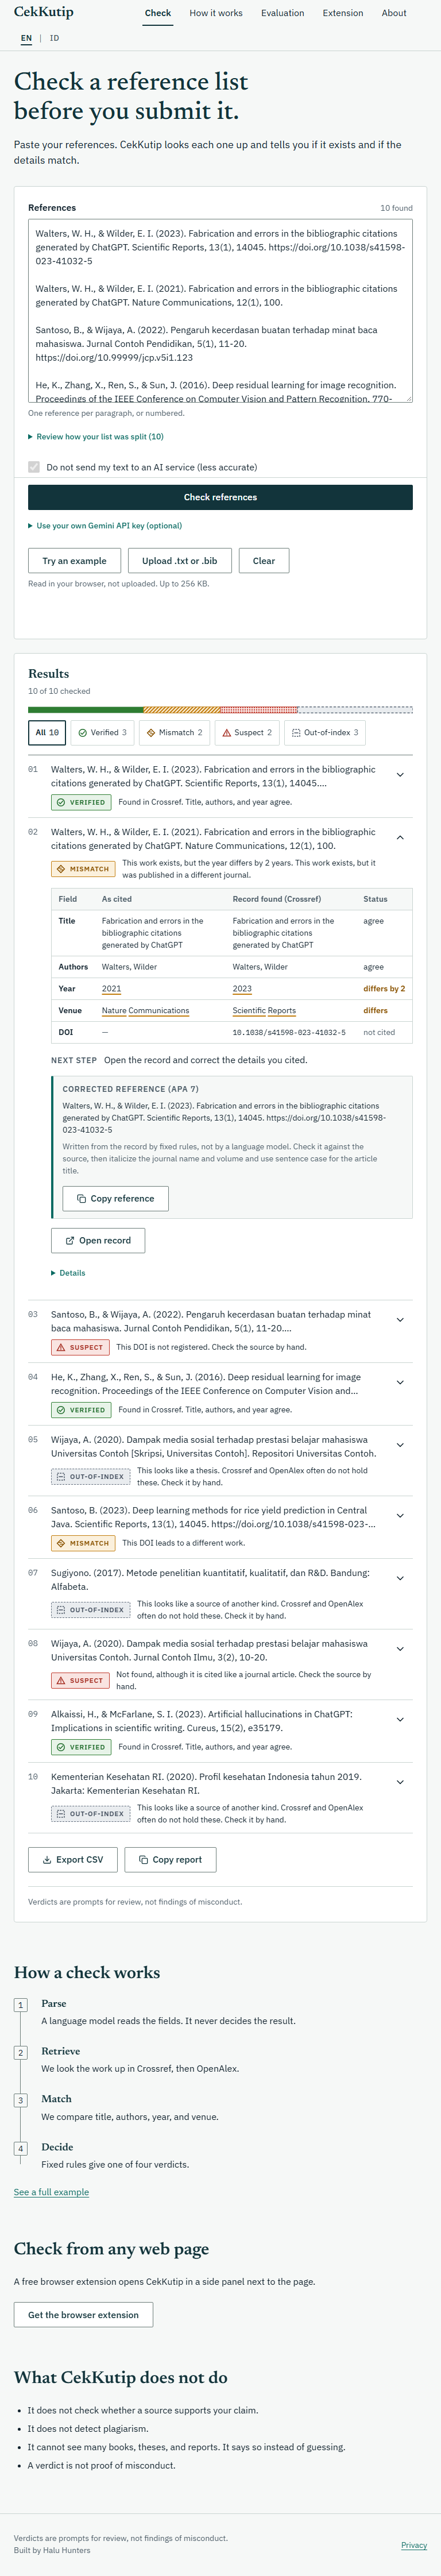 CekKutip
Check
How it works
Evaluation
Extension
About
EN | ID
Check a reference list
before you submit it.
Paste your references. CekKutip looks each one up and tells you if it exists and if the
details match.
References
10 found
Walters, W. H., & Wilder, E. I. (2023). Fabrication and errors in the bibliographic citations
generated by ChatGPT. Scientific Reports, 13(1), 14045. https://doi.org/10.1038/s41598-
023-41032-5
Walters, W. H., & Wilder, E. I. (2021). Fabrication and errors in the bibliographic citations
generated by ChatGPT. Nature Communications, 12(1), 100.
Santoso, B., & Wijaya, A. (2022). Pengaruh kecerdasan buatan terhadap minat baca
mahasiswa. Jurnal Contoh Pendidikan, 5(1), 11-20.
https://doi.org/10.99999/jcp.v5i1.123
He, K., Zhang, X., Ren, S., & Sun, J. (2016). Deep residual learning for image recognition.
Proceedings of the IEEE Conference on Computer Vision and Pattern Recognition, 770-
One reference per paragraph, or numbered.
Review how your list was split (10)
Do not send my text to an AI service (less accurate)
Check references
Use your own Gemini API key (optional)
Try an example
Upload .txt or .bib
Clear
Read in your browser, not uploaded. Up to 256 KB.
Results
10 of 10 checked
All 10
Verified 3
Mismatch 2
Suspect 2
Out-of-index 3
01 Walters, W. H., & Wilder, E. I. (2023). Fabrication and errors in the bibliographic
citations generated by ChatGPT. Scientific Reports, 13(1), 14045....
VERIFIED Found in Crossref. Title, authors, and year agree.
02 Walters, W. H., & Wilder, E. I. (2021). Fabrication and errors in the bibliographic
citations generated by ChatGPT. Nature Communications, 12(1), 100.
MISMATCH This work exists, but the year differs by 2 years. This work exists, but it
was published in a different journal.
Field As cited Record found (Crossref) Status
Title Fabrication and errors in the Fabrication and errors in the agree
bibliographic citations bibliographic citations
generated by ChatGPT generated by ChatGPT
Authors Walters, Wilder Walters, Wilder agree
Year 2021 2023 differs by 2
Venue Nature Communications Scientific Reports differs
DOI — 10.1038/s41598-023-41032-5 not cited
NEXT STEP Open the record and correct the details you cited.
CORRECTED REFERENCE (APA 7)
Walters, W. H., & Wilder, E. I. (2023). Fabrication and errors in the bibliographic citations
generated by ChatGPT. Scientific Reports, 13(1), 14045. https://doi.org/10.1038/s41598-
023-41032-5
Written from the record by fixed rules, not by a language model. Check it against the
source, then italicize the journal name and volume and use sentence case for the article
title.
Copy reference
Open record
Details
03 Santoso, B., & Wijaya, A. (2022). Pengaruh kecerdasan buatan terhadap minat
baca mahasiswa. Jurnal Contoh Pendidikan, 5(1), 11-20....
SUSPECT This DOI is not registered. Check the source by hand.
04 He, K., Zhang, X., Ren, S., & Sun, J. (2016). Deep residual learning for image
recognition. Proceedings of the IEEE Conference on Computer Vision and...
VERIFIED Found in Crossref. Title, authors, and year agree.
05 Wijaya, A. (2020). Dampak media sosial terhadap prestasi belajar mahasiswa
Universitas Contoh [Skripsi, Universitas Contoh]. Repositori Universitas Contoh.
OUT-OF-INDEX This looks like a thesis. Crossref and OpenAlex often do not hold
these. Check it by hand.
06 Santoso, B. (2023). Deep learning methods for rice yield prediction in Central
Java. Scientific Reports, 13(1), 14045. https://doi.org/10.1038/s41598-023-...
MISMATCH This DOI leads to a different work.
07 Sugiyono. (2017). Metode penelitian kuantitatif, kualitatif, dan R&D. Bandung:
Alfabeta.
OUT-OF-INDEX This looks like a source of another kind. Crossref and OpenAlex
often do not hold these. Check it by hand.
08 Wijaya, A. (2020). Dampak media sosial terhadap prestasi belajar mahasiswa
Universitas Contoh. Jurnal Contoh Ilmu, 3(2), 10-20.
SUSPECT Not found, although it is cited like a journal article. Check the source by
hand.
09 Alkaissi, H., & McFarlane, S. I. (2023). Artificial hallucinations in ChatGPT:
Implications in scientific writing. Cureus, 15(2), e35179.
VERIFIED Found in Crossref. Title, authors, and year agree.
10 Kementerian Kesehatan RI. (2020). Profil kesehatan Indonesia tahun 2019.
Jakarta: Kementerian Kesehatan RI.
OUT-OF-INDEX This looks like a source of another kind. Crossref and OpenAlex
often do not hold these. Check it by hand.
Export CSV
Copy report
Verdicts are prompts for review, not findings of misconduct.
How a check works
1 Parse
A language model reads the fields. It never decides the result.
2 Retrieve
We look the work up in Crossref, then OpenAlex.
3 Match
We compare title, authors, year, and venue.
4 Decide
Fixed rules give one of four verdicts.
See a full example
Check from any web page
A free browser extension opens CekKutip in a side panel next to the page.
Get the browser extension
What CekKutip does not do
• It does not check whether a source supports your claim.
• It does not detect plagiarism.
• It cannot see many books, theses, and reports. It says so instead of guessing.
• A verdict is not proof of misconduct.
Verdicts are prompts for review, not findings of misconduct.
Built by Halu Hunters
Privacy